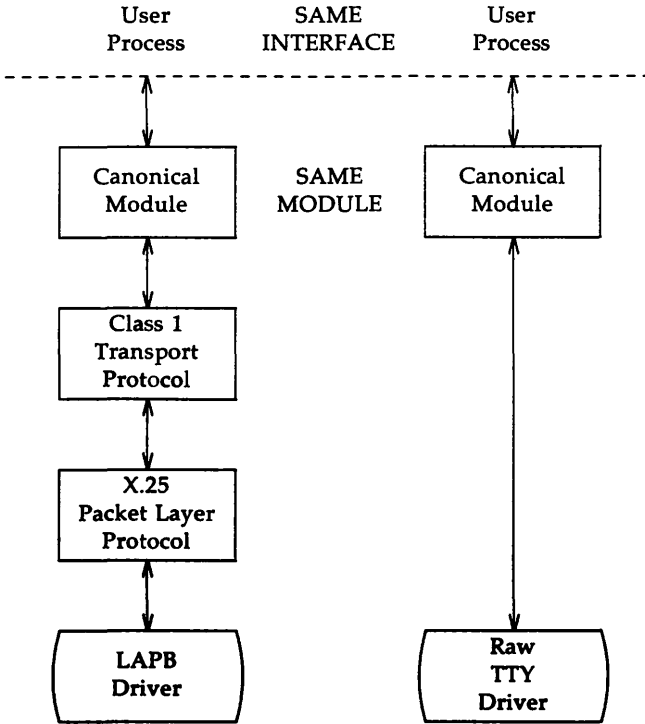 User
Process
SAME
INTERFACE
User
Process
Canonical
Module
SAME
MODULE
Canonical
Module
Class 1
Transport
Protocol
X.25
Packet Layer
Protocol
LAPB
Driver
Raw
TTY
Driver